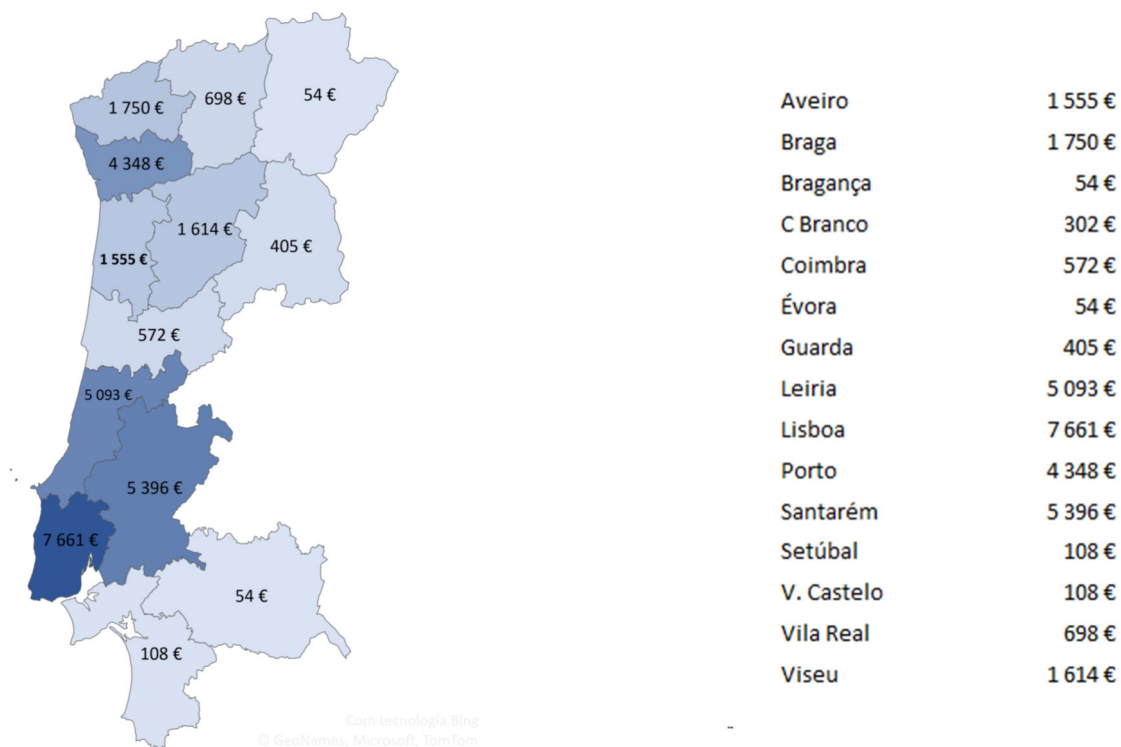 1 750 €
698 €
54 €
4 348 €
1 614 €
1 555 €
405 €
572 €
5 093 €
5 396 €
7 661 €
54 €
108 €
Com tecnologia Bing
© GeoNames, Microsoft, TomTom
Aveiro 1 555 €
Braga 1 750 €
Bragança 54 €
C Branco 302 €
Coimbra 572 €
Évora 54 €
Guarda 405 €
Leiria 5 093 €
Lisboa 7 661 €
Porto 4 348 €
Santarém 5 396 €
Setúbal 108 €
V. Castelo 108 €
Vila Real 698 €
Viseu 1 614 €